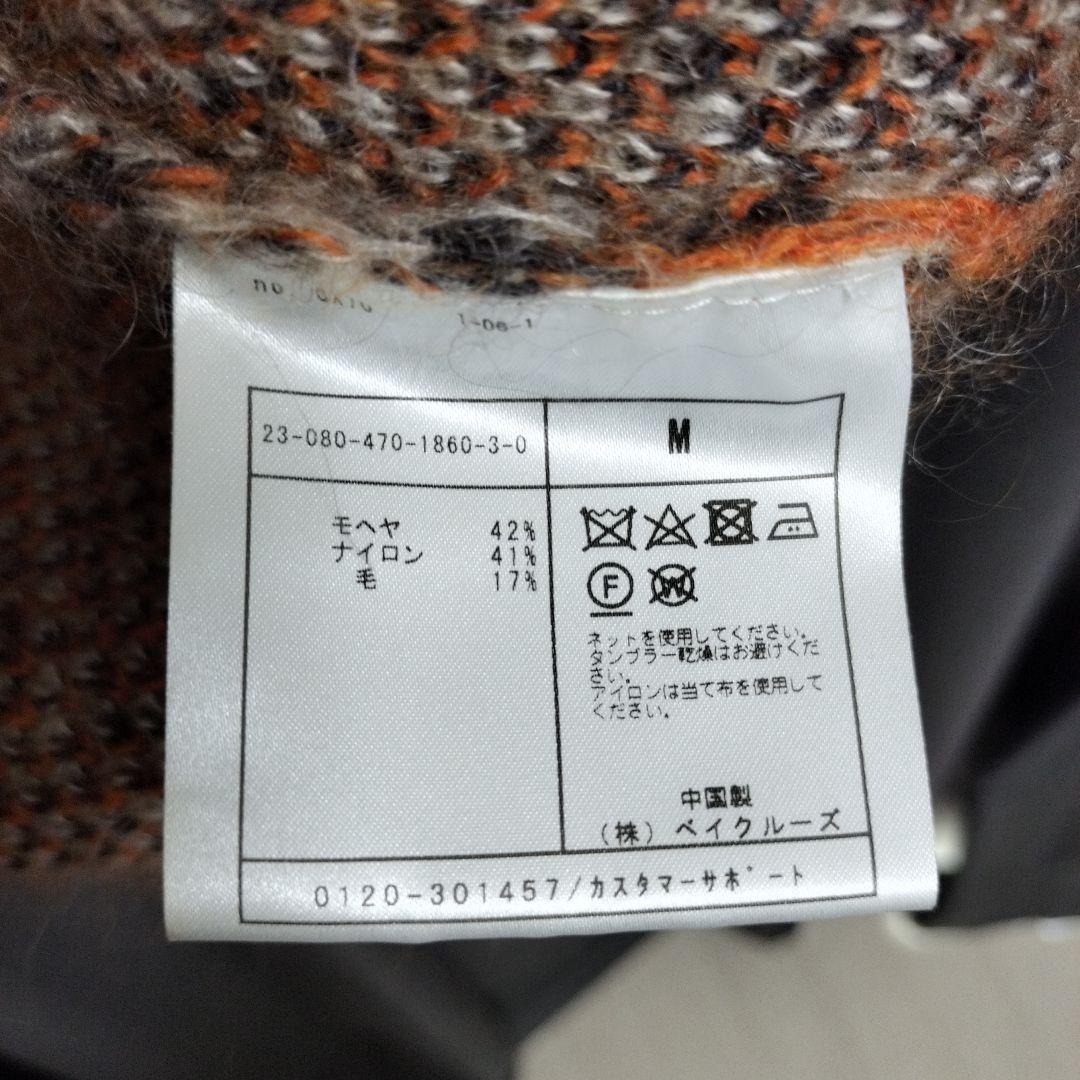 1-06-1
23-080-470-1860-3-0
M
モヘヤ 42%
ナイロン 41%
毛 17%
F
W
ネットを使用してください。
タンブラー乾燥はお避けくだ
さい。
アイロンは当て布を使用して
ください。
中国製
(株) ベイクルーズ
0120-301457/カスタマーサポート